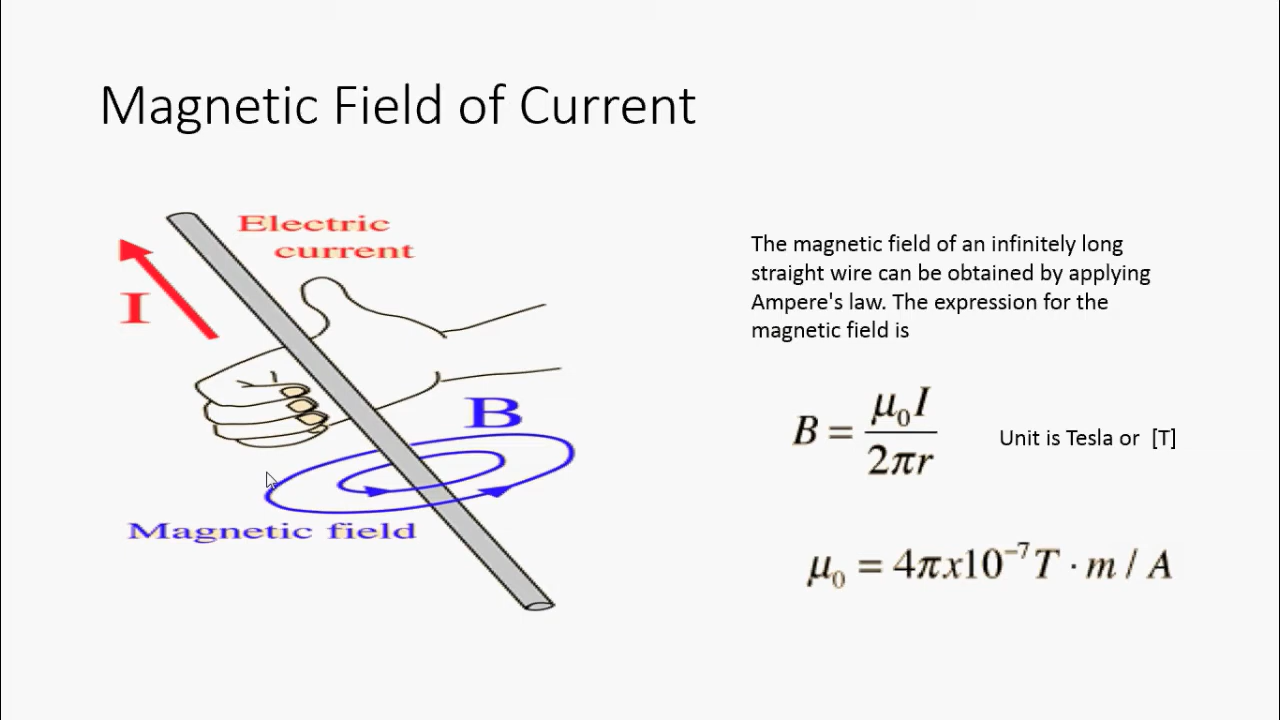 Magnetic Field of Current
Electric
current
I
B
Magnetic field
The magnetic field of an infinitely long
straight wire can be obtained by applying
Ampere's law. The expression for the
magnetic field is
B = μ₀I / 2πr
Unit is Tesla or [T]
μ₀ = 4πx10⁻⁷ T · m / A